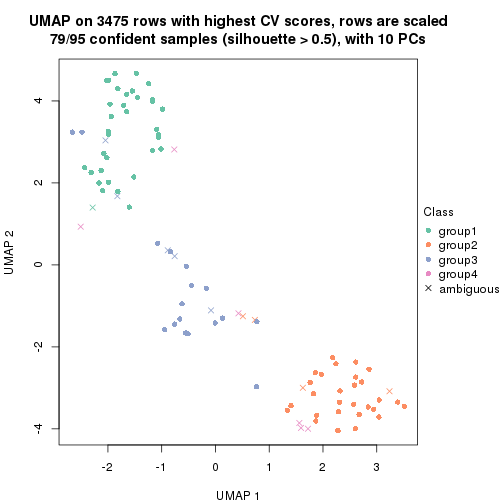 UMAP on 3475 rows with highest CV scores, rows are scaled
79/95 confident samples (silhouette > 0.5), with 10 PCs
4
2
0
-2
-4
UMAP 2
-2
-1
0
1
2
3
UMAP 1
Class
group1
group2
group3
group4
ambiguous